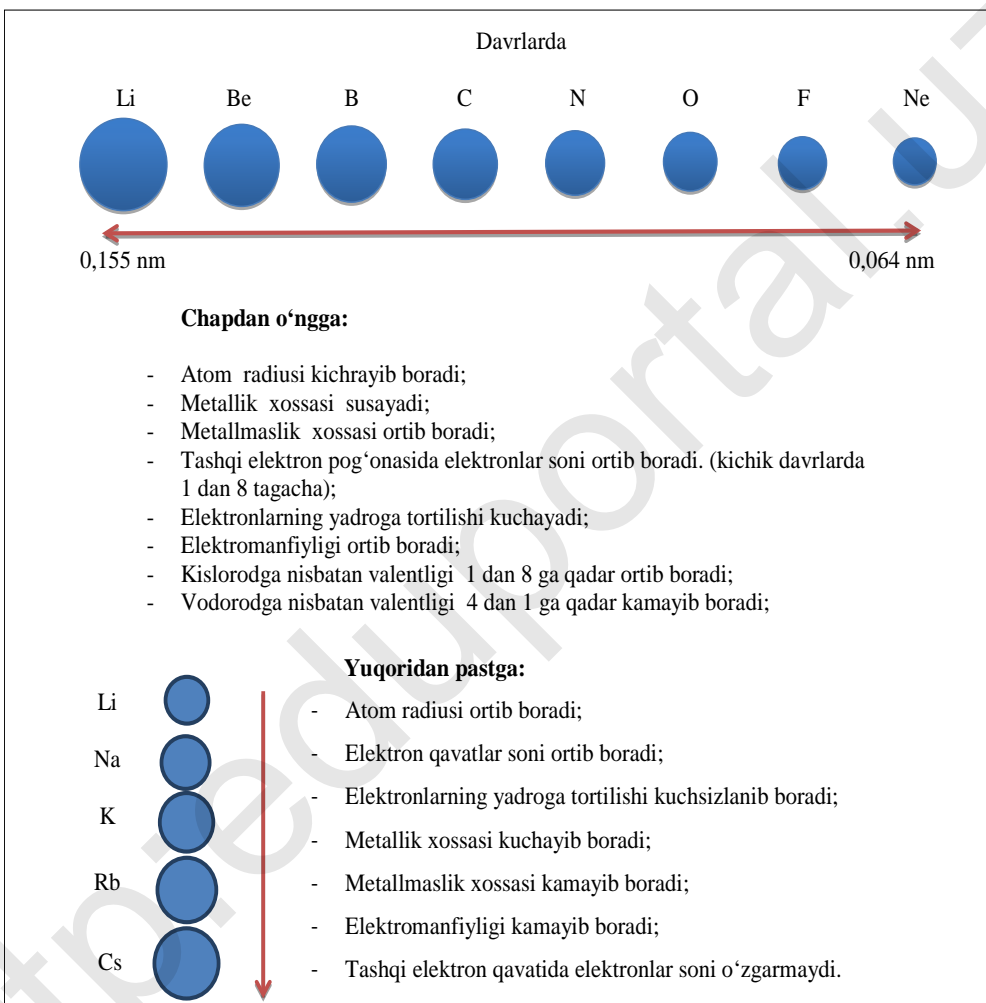 Davrlarda
Li Be B C N O F Ne
0,155 nm 0,064 nm
Chapdan o‘ngga:
- Atom radiusi kichrayib boradi;
- Metallik xossasi susayadi;
- Metallmaslik xossasi ortib boradi;
- Tashqi elektron pog‘onasida elektronlar soni ortib boradi. (kichik davrlarda
1 dan 8 tagacha);
- Elektronlarning yadroga tortilishi kuchayadi;
- Elektromanfiyligi ortib boradi;
- Kislorodga nisbatan valentligi 1 dan 8 ga qadar ortib boradi;
- Vodorodga nisbatan valentligi 4 dan 1 ga qadar kamayib boradi;
Yuqoridan pastga:
Li
- Atom radiusi ortib boradi;
Na
- Elektron qavatlar soni ortib boradi;
- Elektronlarning yadroga tortilishi kuchsizlanib boradi;
K
- Metallik xossasi kuchayib boradi;
Rb
- Metallmaslik xossasi kamayib boradi;
- Elektromanfiyligi kamayib boradi;
Cs
- Tashqi elektron qavatida elektronlar soni o‘zgarmaydi.
tpieduportal.uz